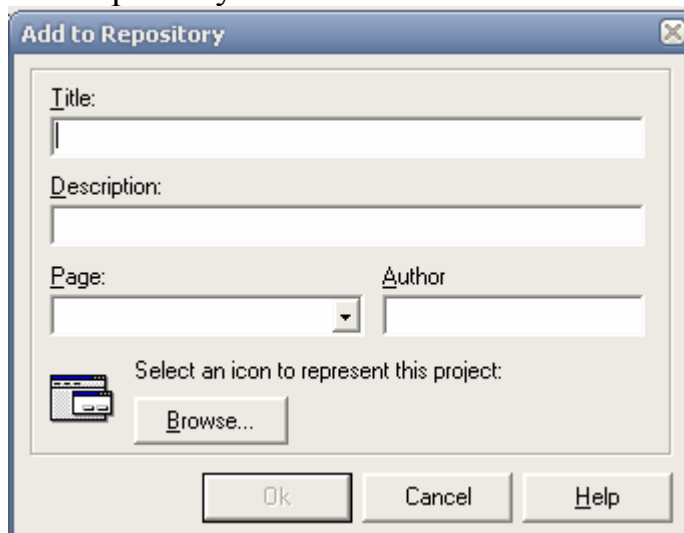 Add to Repository
Title:
Description:
Page:
Author
Select an icon to represent this project:
Browse...
Ok
Cancel
Help